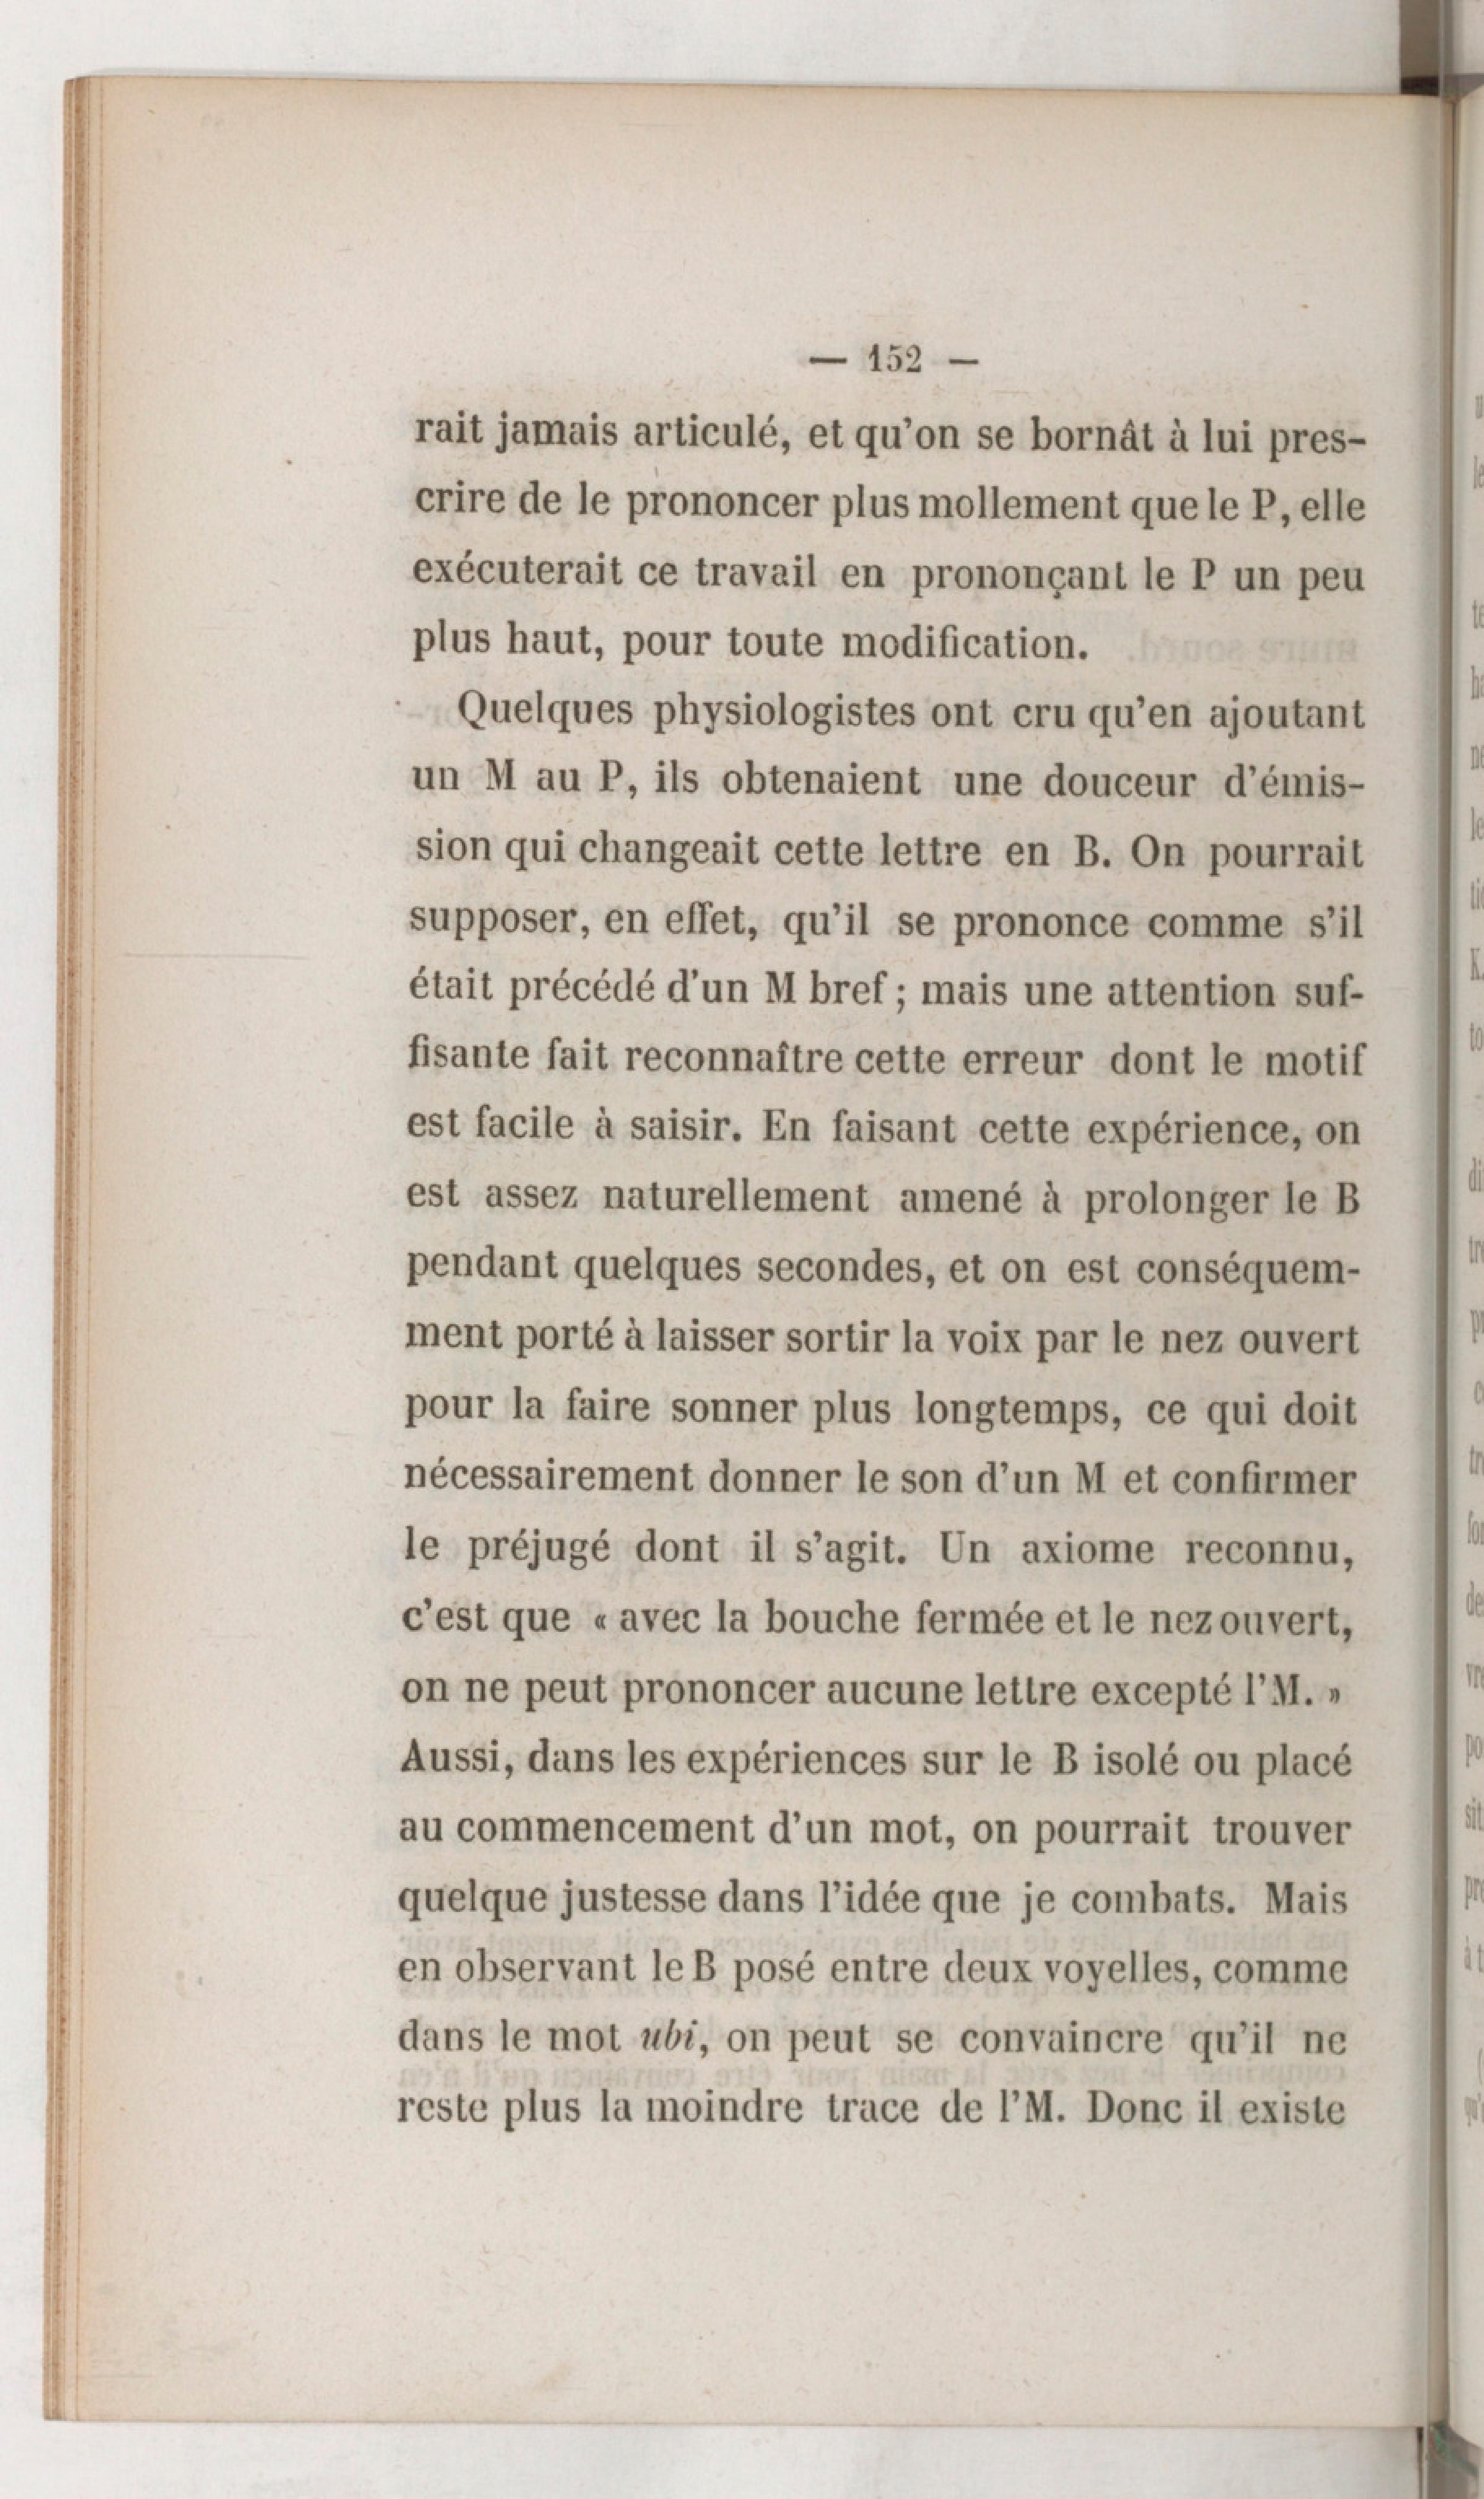 — 152 —
rait jamais articulé, et qu'on se bornât à lui pres-
crire de le prononcer plus mollement que le P, elle
exécuterait ce travail en prononçant le P un peu
plus haut, pour toute modification.
Quelques physiologistes ont cru qu'en ajoutant
un M au P, ils obtenaient une douceur d'émis-
sion qui changeait cette lettre en B. On pourrait
supposer, en effet, qu'il se prononce comme s'il
était précédé d'un M bref ; mais une attention suf-
fisante fait reconnaître cette erreur dont le motif
est facile à saisir. En faisant cette expérience, on
est assez naturellement amené à prolonger le B
pendant quelques secondes, et on est conséquem-
ment porté à laisser sortir la voix par le nez ouvert
pour la faire sonner plus longtemps, ce qui doit
nécessairement donner le son d'un M et confirmer
le préjugé dont il s'agit. Un axiome reconnu,
c'est que « avec la bouche fermée et le nez ouvert,
on ne peut prononcer aucune lettre excepté l'M. »
Aussi, dans les expériences sur le B isolé ou placé
au commencement d'un mot, on pourrait trouver
quelque justesse dans l'idée que je combats. Mais
en observant le B posé entre deux voyelles, comme
dans le mot ubi, on peut se convaincre qu'il ne
reste plus la moindre trace de l'M. Donc il existe